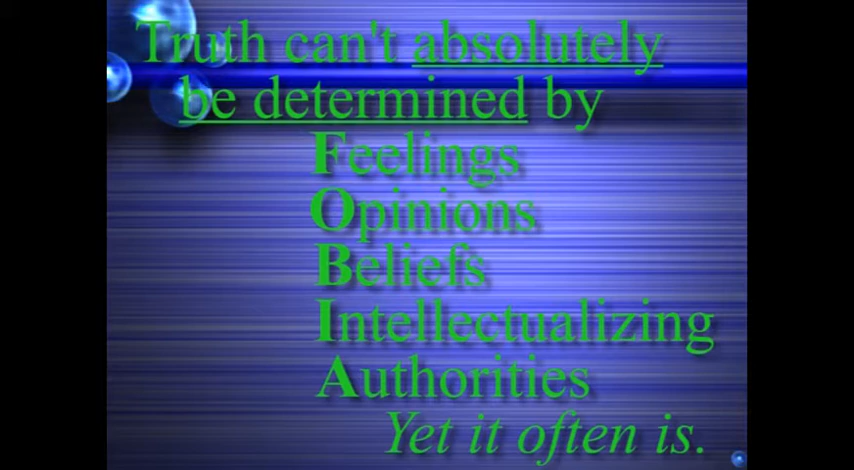 Truth can't absolutely
be determined by
Feelings
Opinions
Beliefs
Intellectualizing
Authorities
Yet it often is.